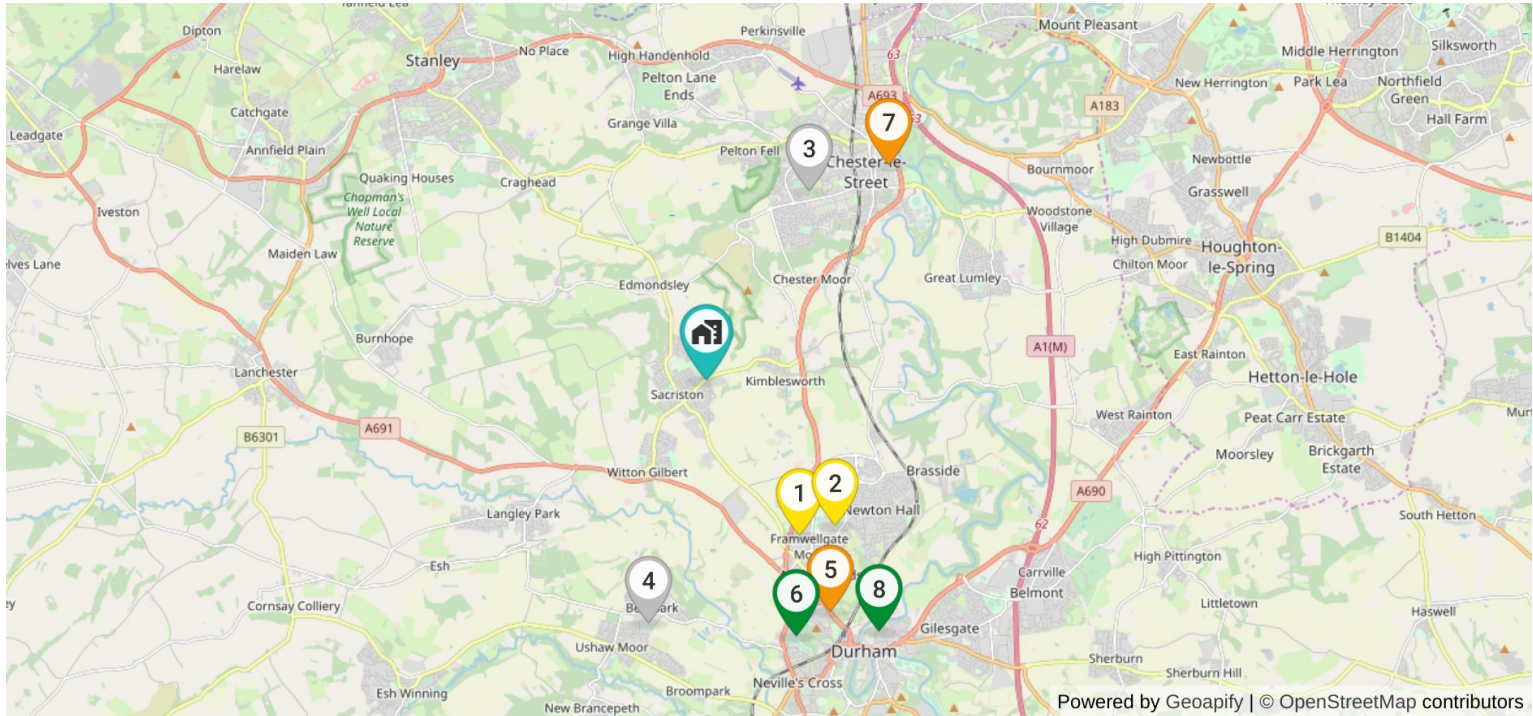 Tanfield Lea
Dipton
Perkinsville
63
Mount Pleasant
Silksworth
Stanley
No Place
High Handenhold
Middle Herrington
Harelaw
Pelton Lane
Ends
A693
New Herrington
Park Lea
Northfield
Green
Catchgate
A183
Leadgate
Grange Villa
7
63
Hall Farm
Annfield Plain
Pelton Fell
3
Chester-le-
Street
Newbottle
Quaking Houses
Craghead
Bournmoor
Grasswell
Chapman's
Well Local
Nature
Reserve
Iveston
Woodstone
Village
B1404
High Dubmire
Houghton-
le-Spring
Maiden Law
elves Lane
Chilton Moor
Edmondsley
Chester Moor
Great Lumley
Burnhope
A1(M)
East Rainton
Lanchester
Kimblesworth
Hetton-le-Hole
Sacriston
West Rainton
Peat Carr Estate
A691
B6301
Moorsley
Brickgarth
Estate
Witton Gilbert
Brasside
1
2
A690
Newton Hall
Langley Park
62
South Hetton
Framwellgate
High Pittington
Esh
4
5
6
8
Carrville
Belmont
Cornsay Colliery
Littletown
Haswell
Gilesgate
Ushaw Moor
Durham
Sherburn
Sherburn Hill
Neville's Cross
Esh Winning
Broompark
New Brancepeth
Powered by Geoapify | © OpenStreetMap contributors